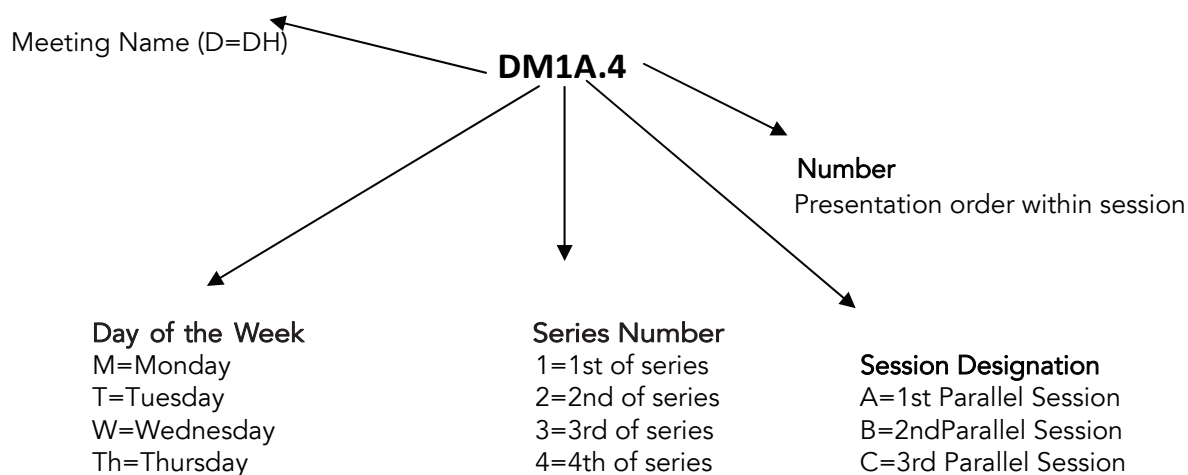 Meeting Name (D=DH)
DM1A.4
Number
Presentation order within session
Day of the Week
M=Monday
T=Tuesday
W=Wednesday
Th=Thursday
Series Number
1=1st of series
2=2nd of series
3=3rd of series
4=4th of series
Session Designation
A=1st Parallel Session
B=2ndParallel Session
C=3rd Parallel Session